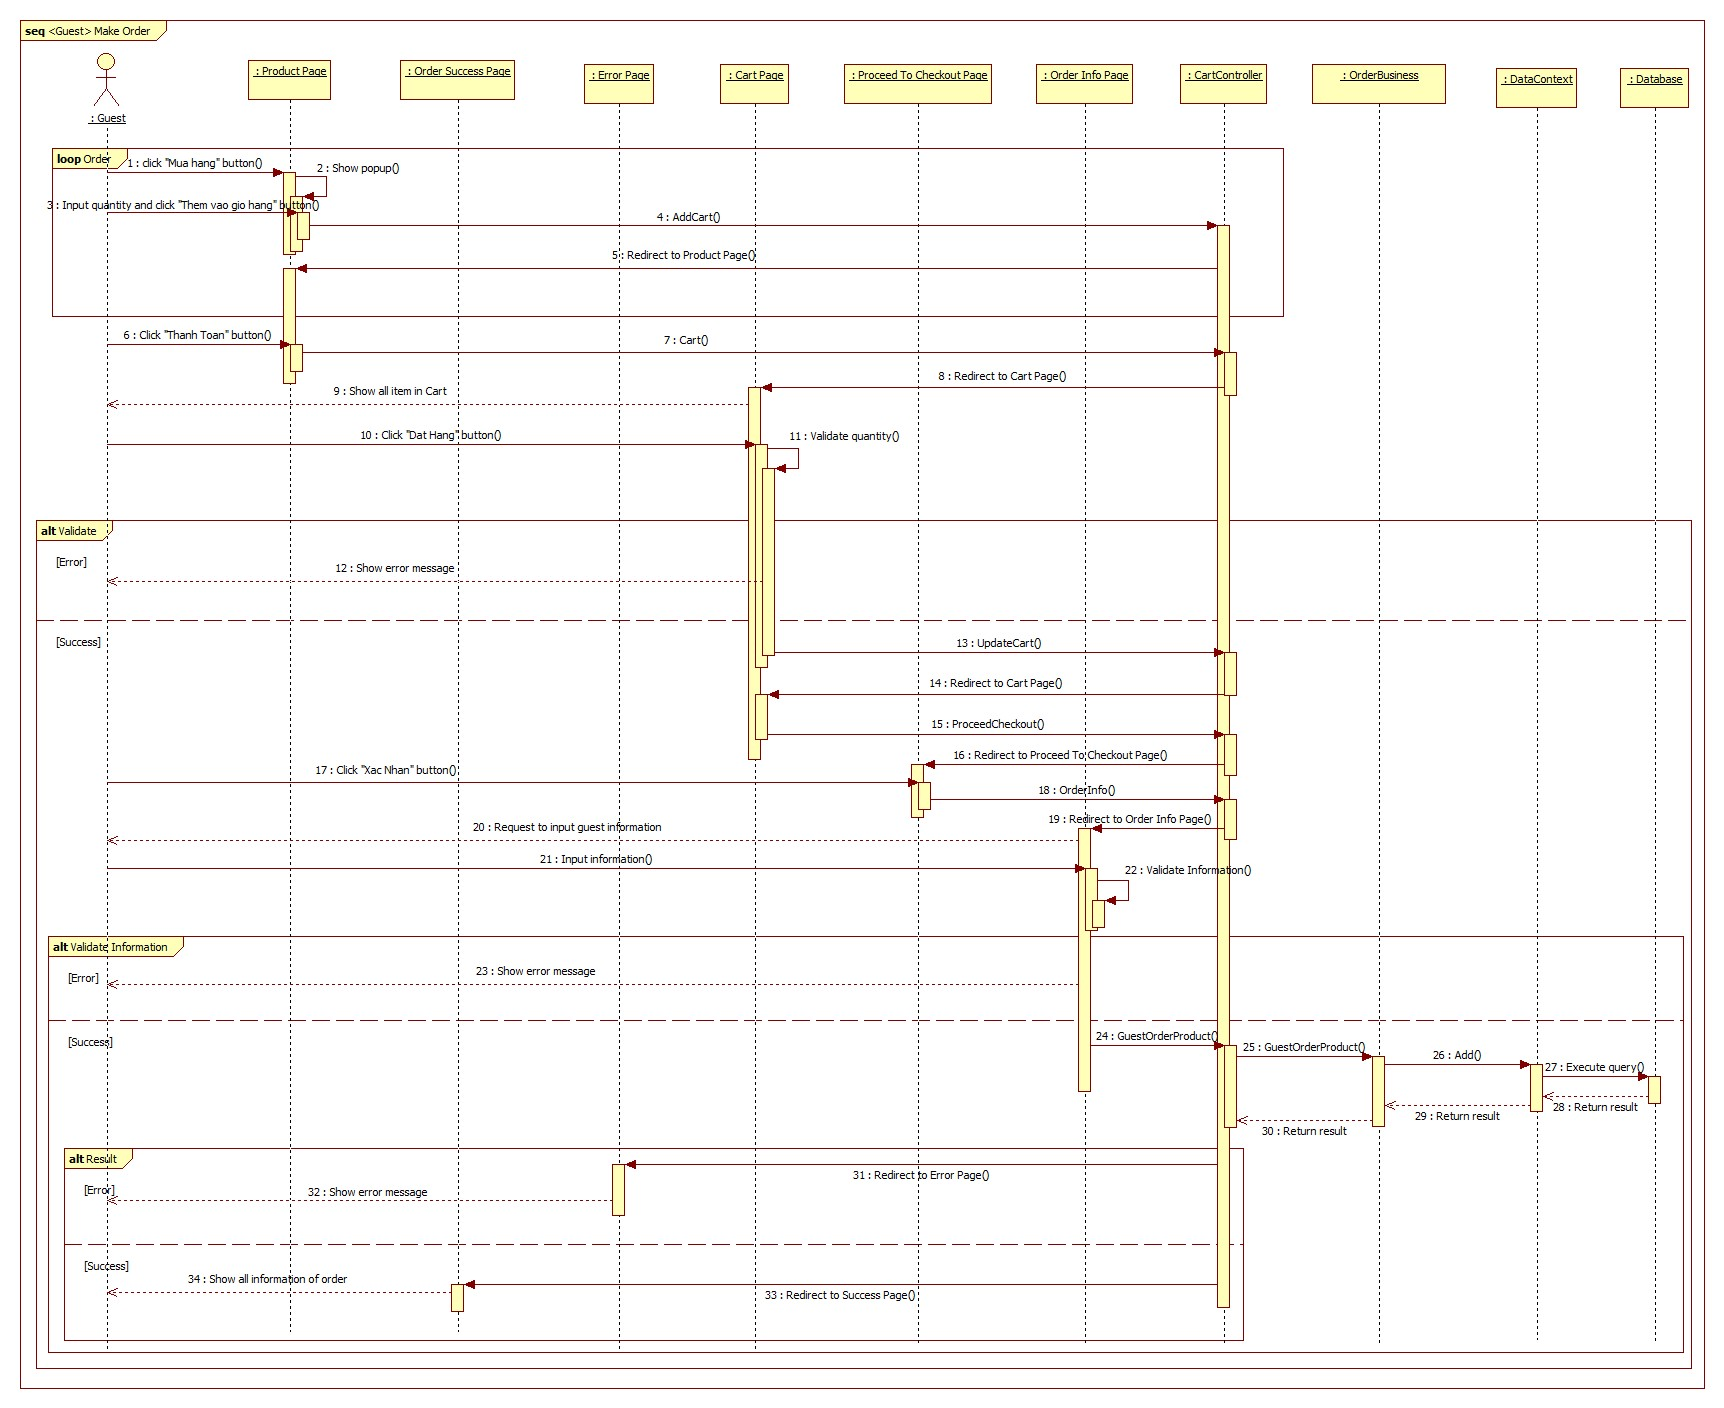 seq <Guest> Make Order
: Guest
: Product Page
: Order Success Page
: Error Page
: Cart Page
: Proceed To Checkout Page
: Order Info Page
: CartController
: OrderBusiness
: DataContext
: Database
loop Order
1 : click "Mua hang" button()
2 : Show popup()
3 : Input quantity and click "Them vao gio hang" button()
4 : AddCart()
5 : Redirect to Product Page()
6 : Click "Thanh Toan" button()
7 : Cart()
8 : Redirect to Cart Page()
9 : Show all item in Cart
10 : Click "Dat Hang" button()
11 : Validate quantity()
alt Validate
[Error]
12 : Show error message
[Success]
13 : UpdateCart()
14 : Redirect to Cart Page()
15 : ProceedCheckout()
16 : Redirect to Proceed To Checkout Page()
17 : Click "Xac Nhan" button()
18 : OrderInfo()
19 : Redirect to Order Info Page()
20 : Request to input guest information
21 : Input information()
22 : Validate Information()
alt Validate Information
[Error]
23 : Show error message
[Success]
24 : GuestOrderProduct()
25 : GuestOrderProduct()
26 : Add()
27 : Execute query()
28 : Return result
29 : Return result
30 : Return result
alt Result
31 : Redirect to Error Page()
[Error]
32 : Show error message
[Success]
34 : Show all information of order
33 : Redirect to Success Page()